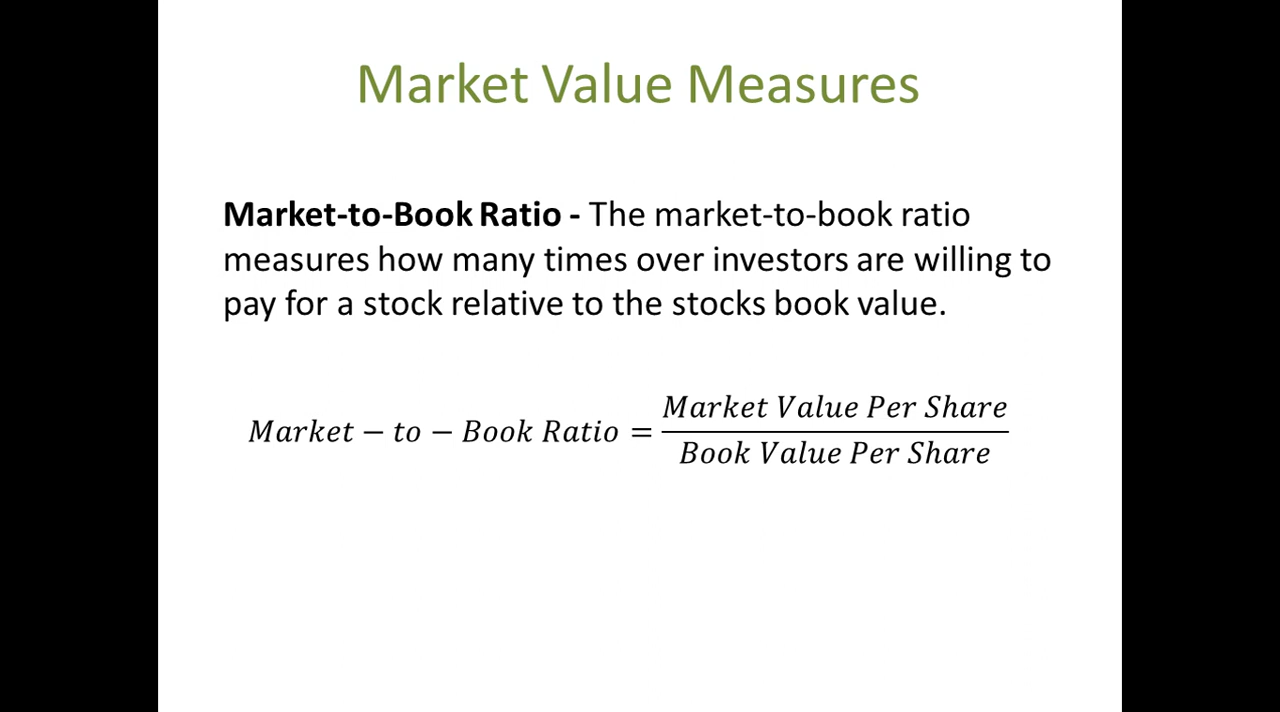 Market Value Measures
Market-to-Book Ratio - The market-to-book ratio
measures how many times over investors are willing to
pay for a stock relative to the stocks book value.
Market − to − Book Ratio = Market Value Per Share
Book Value Per Share